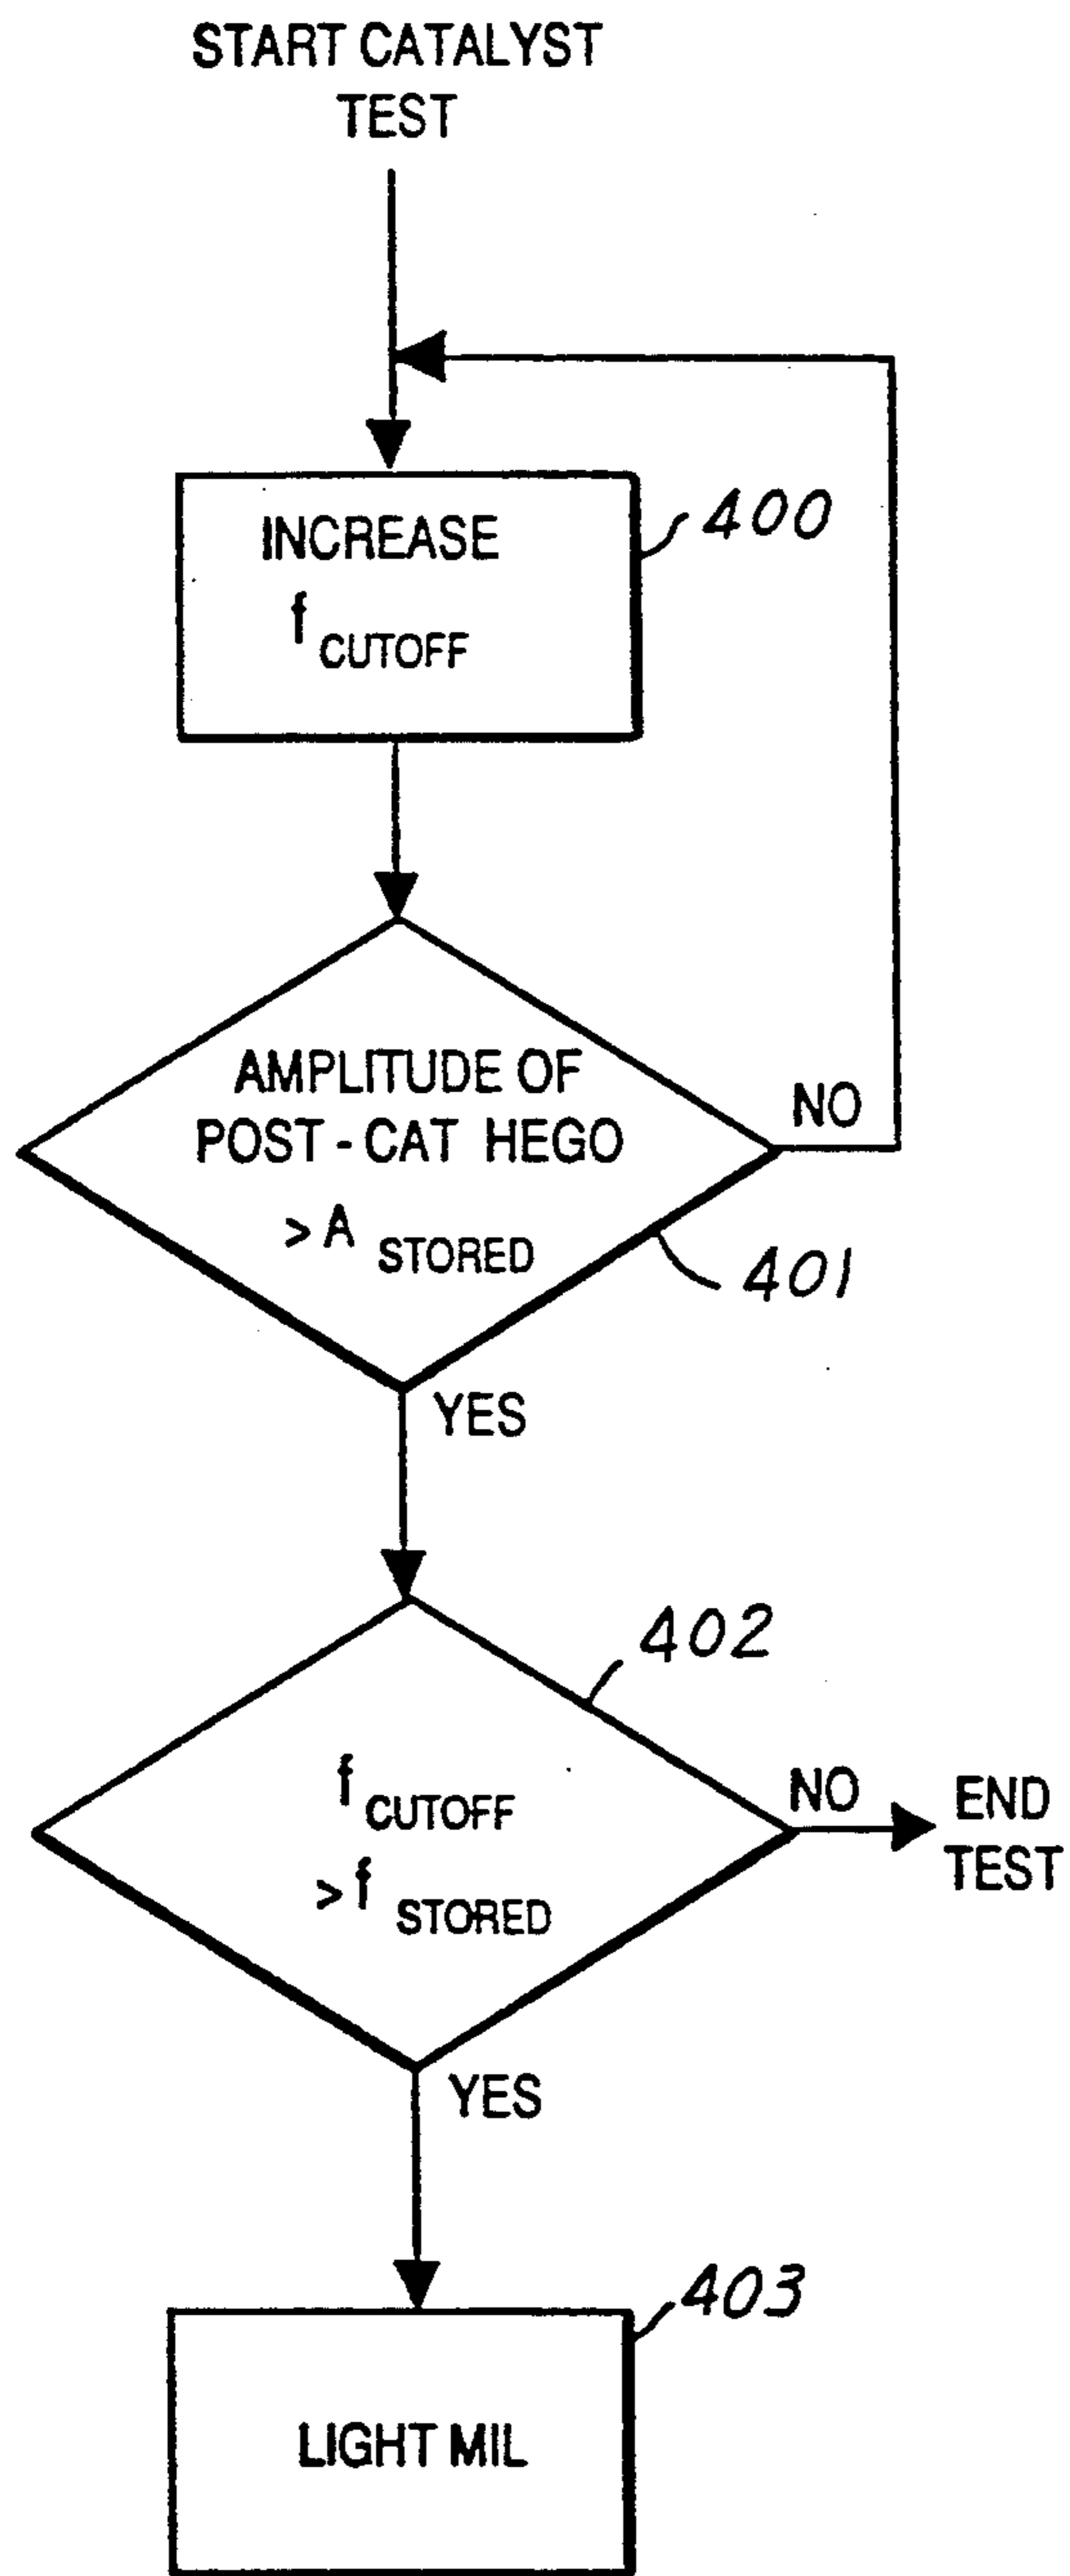 START CATALYST
TEST
INCREASE
f CUTOFF
400
AMPLITUDE OF
POST - CAT HEGO
> A STORED
NO
401
YES
402
f CUTOFF
> f STORED
NO
END
TEST
YES
403
LIGHT MIL